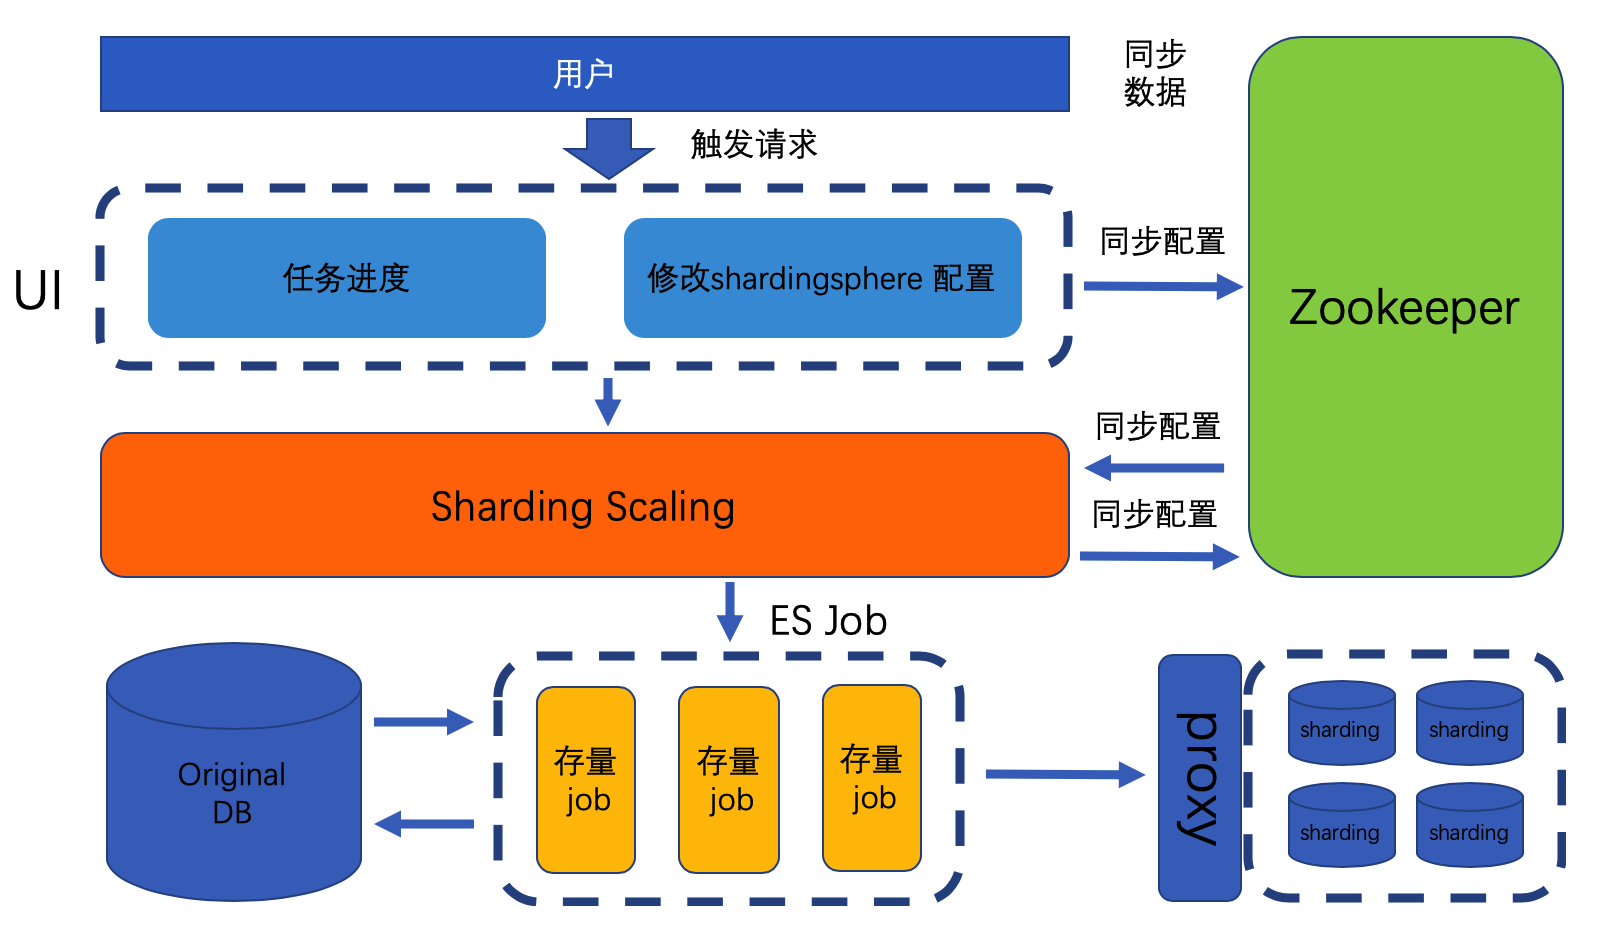 用户
同步
数据
触发请求
UI
任务进度
修改shardingsphere 配置
同步配置
Zookeeper
同步配置
Sharding Scaling
同步配置
ES Job
Original
DB
存量
job
存量
job
存量
job
proxy
sharding
sharding
sharding
sharding